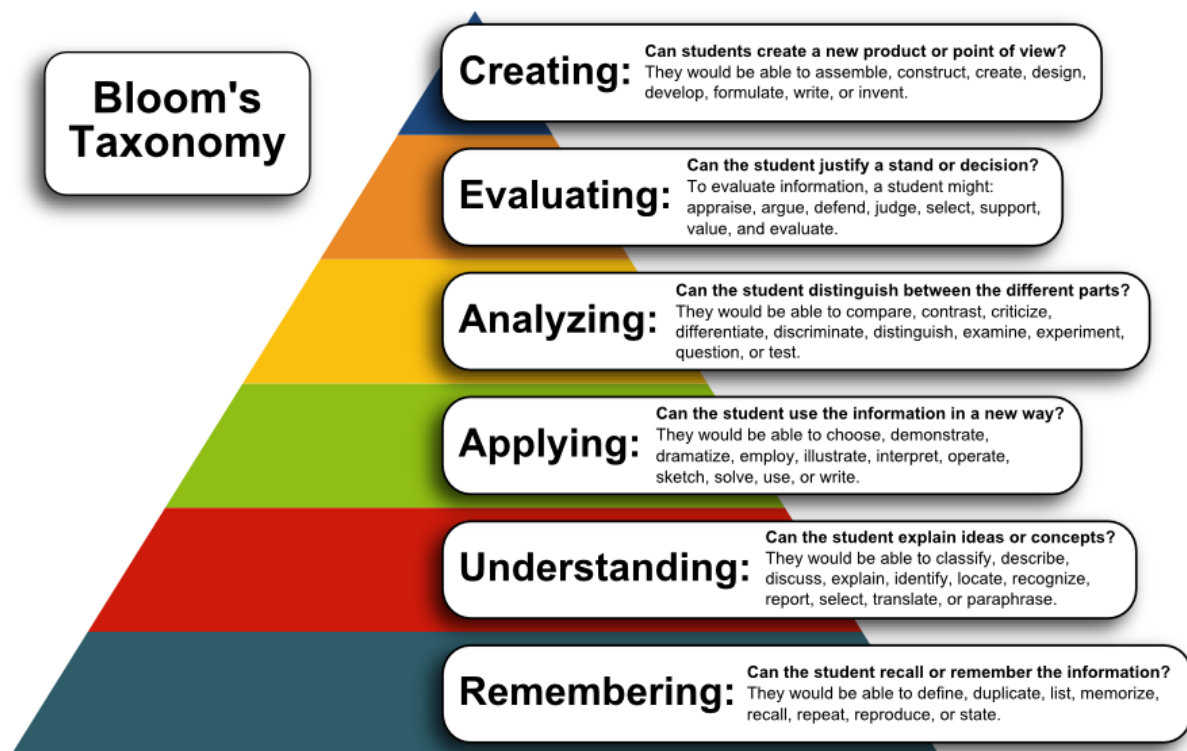 Bloom's
Taxonomy
Creating:
Can students create a new product or point of view?
They would be able to assemble, construct, create, design,
develop, formulate, write, or invent.
Evaluating:
Can the student justify a stand or decision?
To evaluate information, a student might:
appraise, argue, defend, judge, select, support,
value, and evaluate.
Analyzing:
Can the student distinguish between the different parts?
They would be able to compare, contrast, criticize,
differentiate, discriminate, distinguish, examine, experiment,
question, or test.
Applying:
Can the student use the information in a new way?
They would be able to choose, demonstrate,
dramatize, employ, illustrate, interpret, operate,
sketch, solve, use, or write.
Understanding:
Can the student explain ideas or concepts?
They would be able to classify, describe,
discuss, explain, identify, locate, recognize,
report, select, translate, or paraphrase.
Remembering:
Can the student recall or remember the information?
They would be able to define, duplicate, list, memorize,
recall, repeat, reproduce, or state.